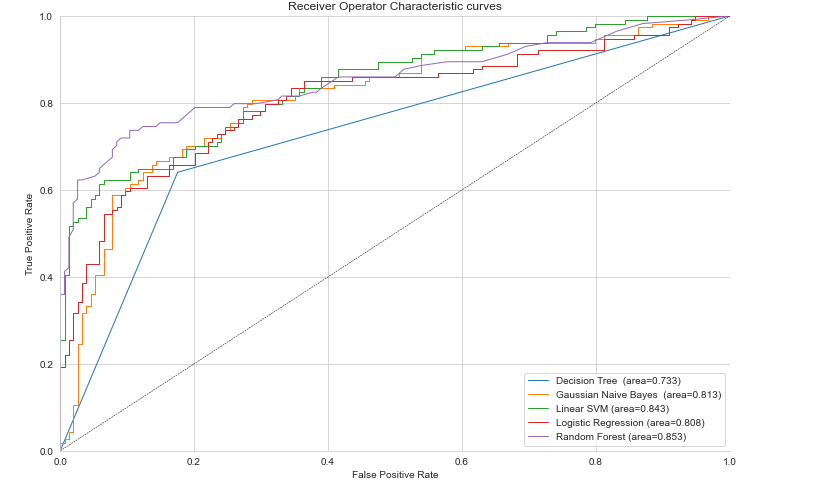 Receiver Operator Characteristic curves
True Positive Rate
1.0
0.8
0.6
0.4
0.2
0.0
0.0 0.2 0.4 0.6 0.8 1.0
False Positive Rate
Decision Tree (area=0.733)
Gaussian Naive Bayes (area=0.813)
Linear SVM (area=0.843)
Logistic Regression (area=0.808)
Random Forest (area=0.853)